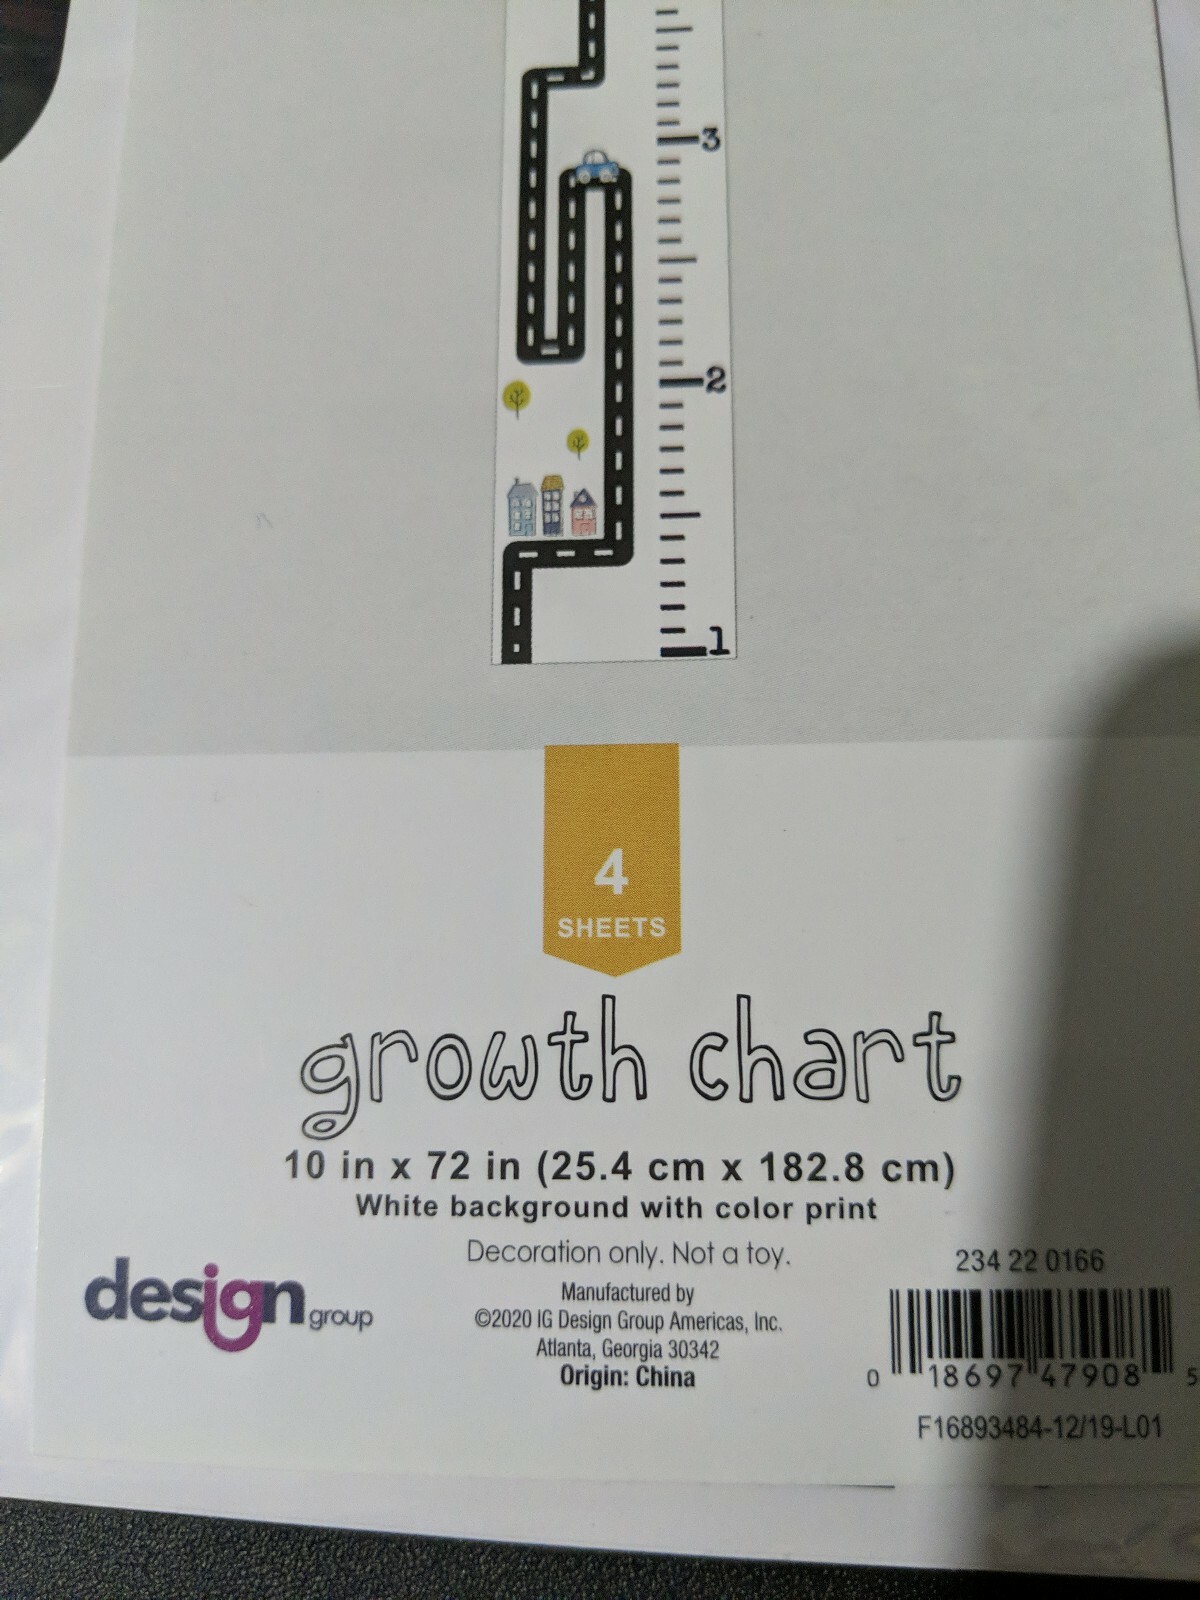 3
2
1
4
SHEETS
growth chart
10 in x 72 in (25.4 cm x 182.8 cm)
White background with color print
Decoration only. Not a toy.
Manufactured by
©2020 IG Design Group Americas, Inc.
Atlanta, Georgia 30342
Origin: China
design group
234 22 0166
0 18697 47908 5
F16893484-12/19-L01